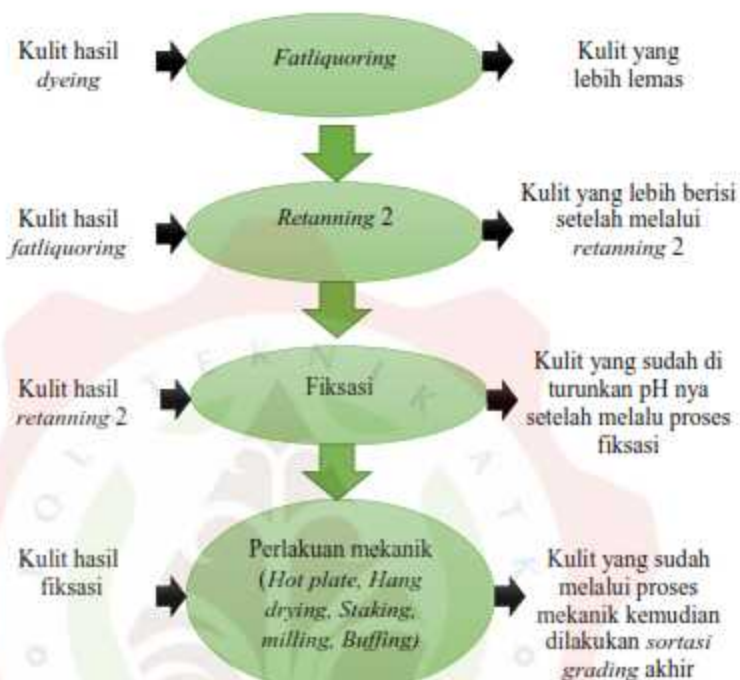 Kulit hasil
dyeing
Fatliquoring
Kulit yang
lebih lemas
Kulit hasil
fatliquoring
Retanning 2
Kulit yang lebih berisi
setelah melalui
retanning 2
Kulit hasil
retanning 2
Fiksasi
Kulit yang sudah di
turunkan pH nya
setelah melalu proses
fiksasi
Kulit hasil
fiksasi
Perlakuan mekanik
(Hot plate, Hang
drying, Staking,
milling, Buffing)
Kulit yang sudah
melalui proses
mekanik kemudian
dilakukan sortasi
grading akhir